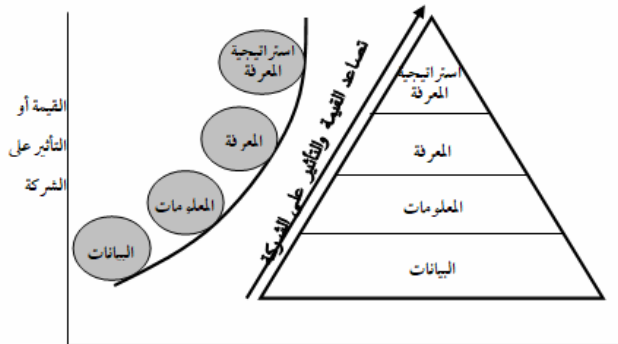 استراتيجية
المعرفة
المعرفة
المعلومات
البيانات
القيمة أو
التأثير على
الشركة
تصاعد القيمة والتأثير على الشركة
استراتيجية
المعرفة
المعرفة
المعلومات
البيانات